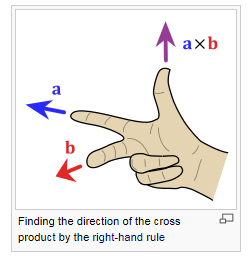 a×b
a
b
Finding the direction of the cross
product by the right-hand rule